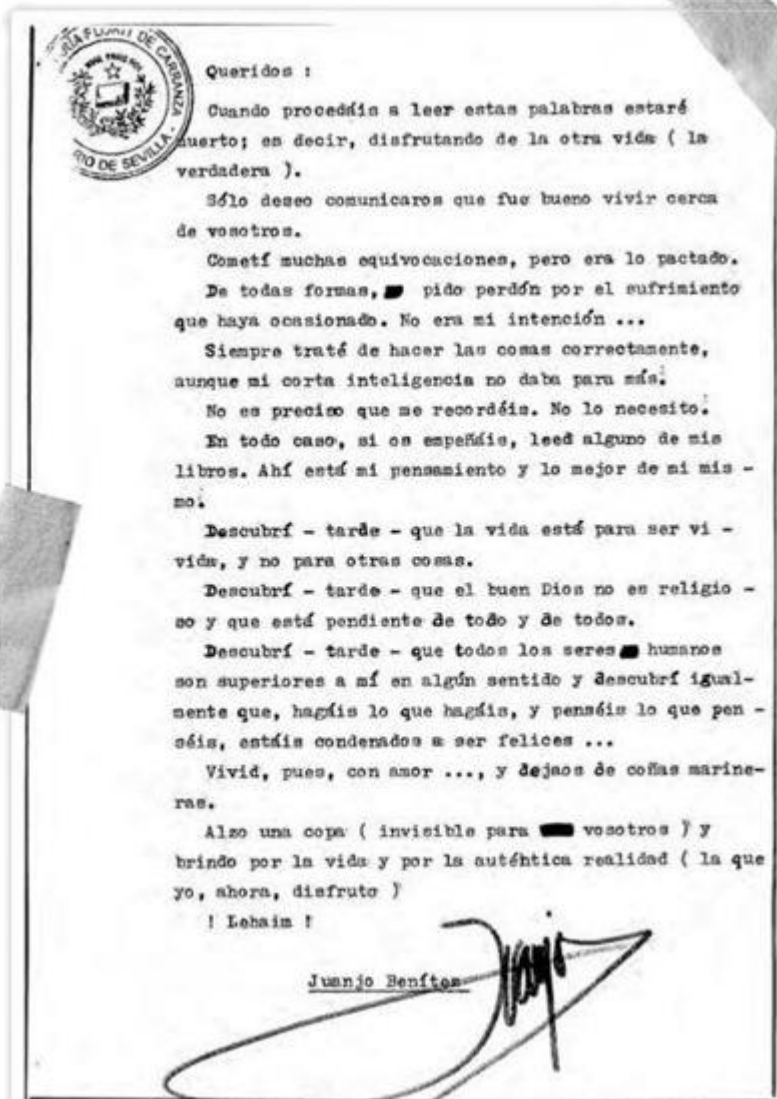 RÍA FLORIT DE CARRANZA
RIO DE SEVILLA -
Queridos :
Cuando procedáis a leer estas palabras estaré
muerto; es decir, disfrutando de la otra vida ( la
verdadera ).
Sólo deseo comunicaros que fue bueno vivir cerca
de vosotros.
Cometí muchas equivocaciones, pero era lo pactado.
De todas formas, pido perdón por el sufrimiento
que haya ocasionado. No era mi intención ...
Siempre traté de hacer las cosas correctamente,
aunque mi corta inteligencia no daba para más.
No es preciso que me recordéis. No lo necesito.
En todo caso, si os empeñáis, leed alguno de mis
libros. Ahí está mi pensamiento y lo mejor de mi mis -
mo.
Descubrí - tarde - que la vida está para ser vi -
vida, y no para otras cosas.
Descubrí - tarde - que el buen Dios no es religio -
so y que está pendiente de todo y de todos.
Descubrí - tarde - que todos los seres humanos
son superiores a mí en algún sentido y descubrí igual-
mente que, hagáis lo que hagáis, y penséis lo que pen -
séis, estáis condenados a ser felices ...
Vivid, pues, con amor ..., y dejaos de coñas marine-
ras.
Alzo una copa ( invisible para vosotros ) y
brindo por la vida y por la auténtica realidad ( la que
yo, ahora, disfruto )
! Lehaim !
Juanjo Benítez
Juanjo